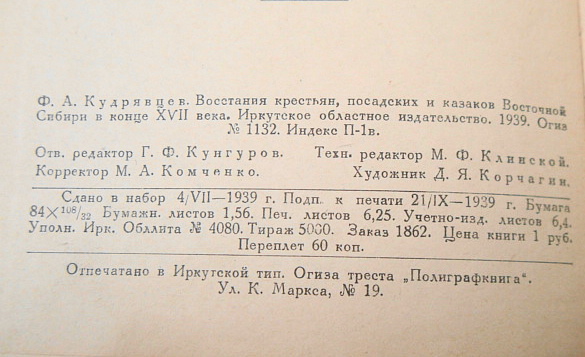 Ф. А. Кудрявцев. Восстания крестьян, посадских и казаков Восточной
Сибири в конце XVII века. Иркутское областное издательство. 1939. Огиз
№ 1132. Индекс П-1в.
Отв. редактор Г. Ф. Кунгуров. Техн. редактор М. Ф. Клинской.
Корректор М. А. Комченко. Художник Д. Я. Корчагин.
Сдано в набор 4/VII—1939 г. Подп. к печати 21/IX—1939 г. Бумага
84×108/32 Бумажн. листов 1,56. Печ. листов 6,25. Учетно-изд. листов 6,4.
Уполн. Ирк. Обллита № 4080. Тираж 5000. Заказ 1862. Цена книги 1 руб.
Переплет 60 коп.
Отпечатано в Иркутской тип. Огиза треста „Полиграфкнига“.
Ул. К. Маркса, № 19.